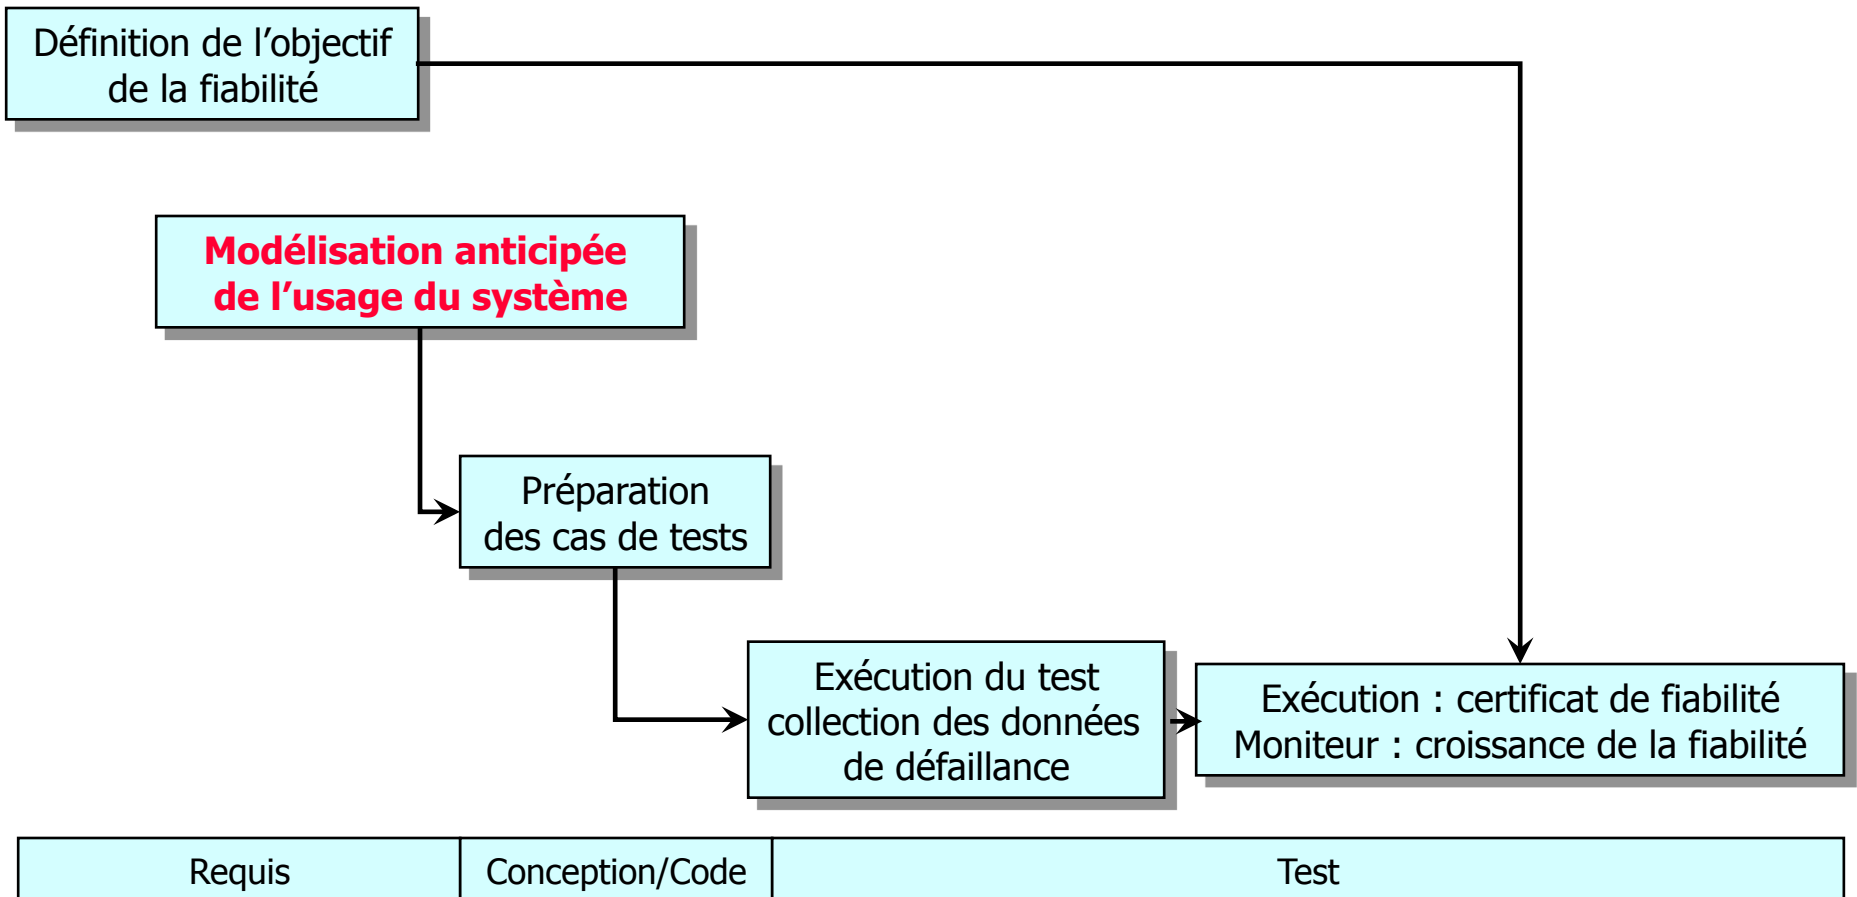 Définition de l’objectif
de la fiabilité
Modélisation anticipée
de l’usage du système
Préparation
des cas de tests
Exécution du test
collection des données
de défaillance
Exécution : certificat de fiabilité
Moniteur : croissance de la fiabilité
Requis
Conception/Code
Test